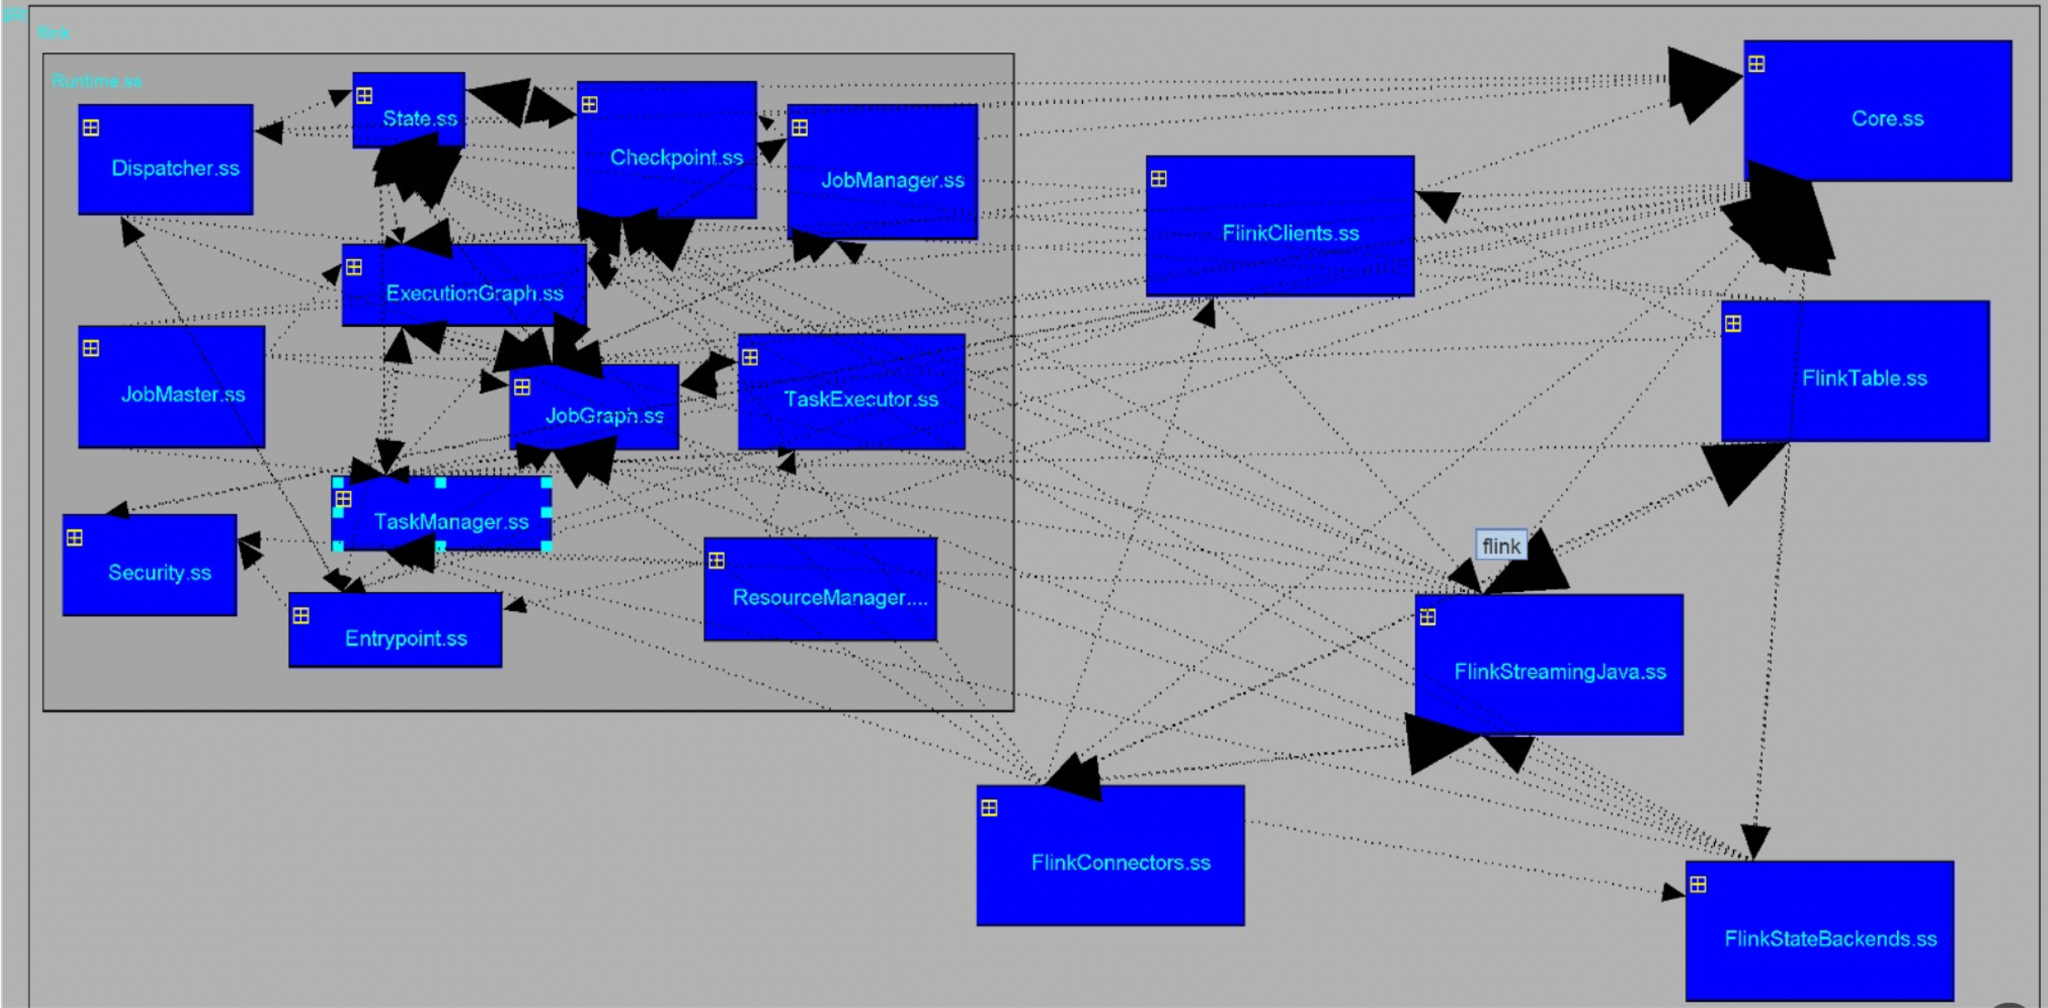 flink
Runtime.ss
State.ss
Checkpoint.ss
JobManager.ss
Dispatcher.ss
Core.ss
FlinkClients.ss
ExecutionGraph.ss
JobMaster.ss
JobGraph.ss
TaskExecutor.ss
FlinkTable.ss
TaskManager.ss
flink
Security.ss
Entrypoint.ss
ResourceManager....
FlinkStreamingJava.ss
FlinkConnectors.ss
FlinkStateBackends.ss